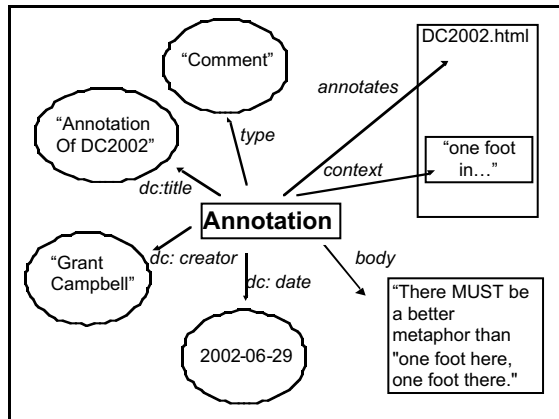 “Comment”
DC2002.html
annotates
“Annotation
Of DC2002”
type
“one foot
in…”
context
dc:title
Annotation
“Grant
Campbell”
dc: creator
body
dc: date
“There MUST be
a better
metaphor than
"one foot here,
one foot there."
2002-06-29